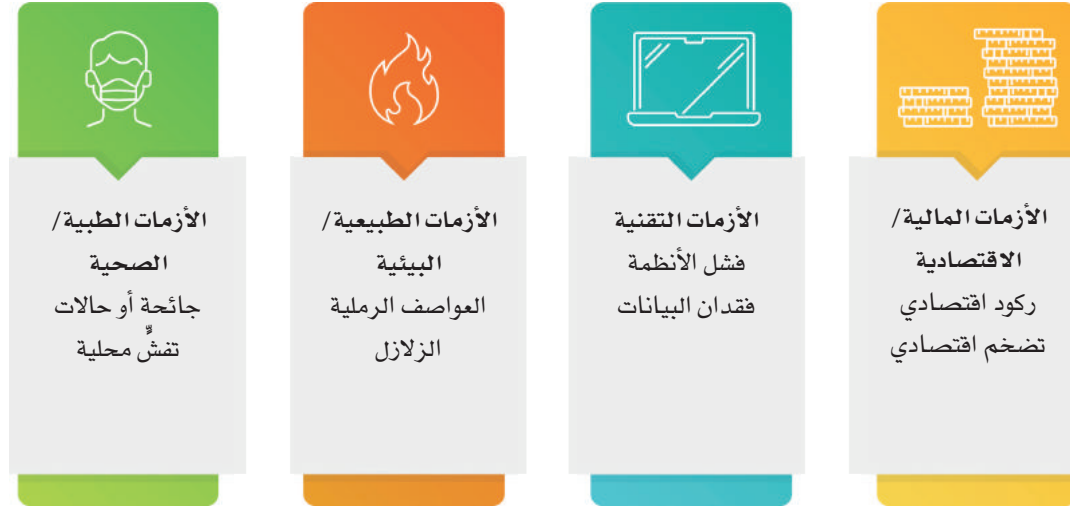 الأزمات المالية/
الاقتصادية
ركود اقتصادي
تضخم اقتصادي
الأزمات التقنية
فشل الأنظمة
فقدان البيانات
الأزمات الطبيعية/
البيئية
العواصف الرملية
الزلازل
الأزمات الطبية/
الصحية
جائحة أو حالات
تفشٍّ محلية